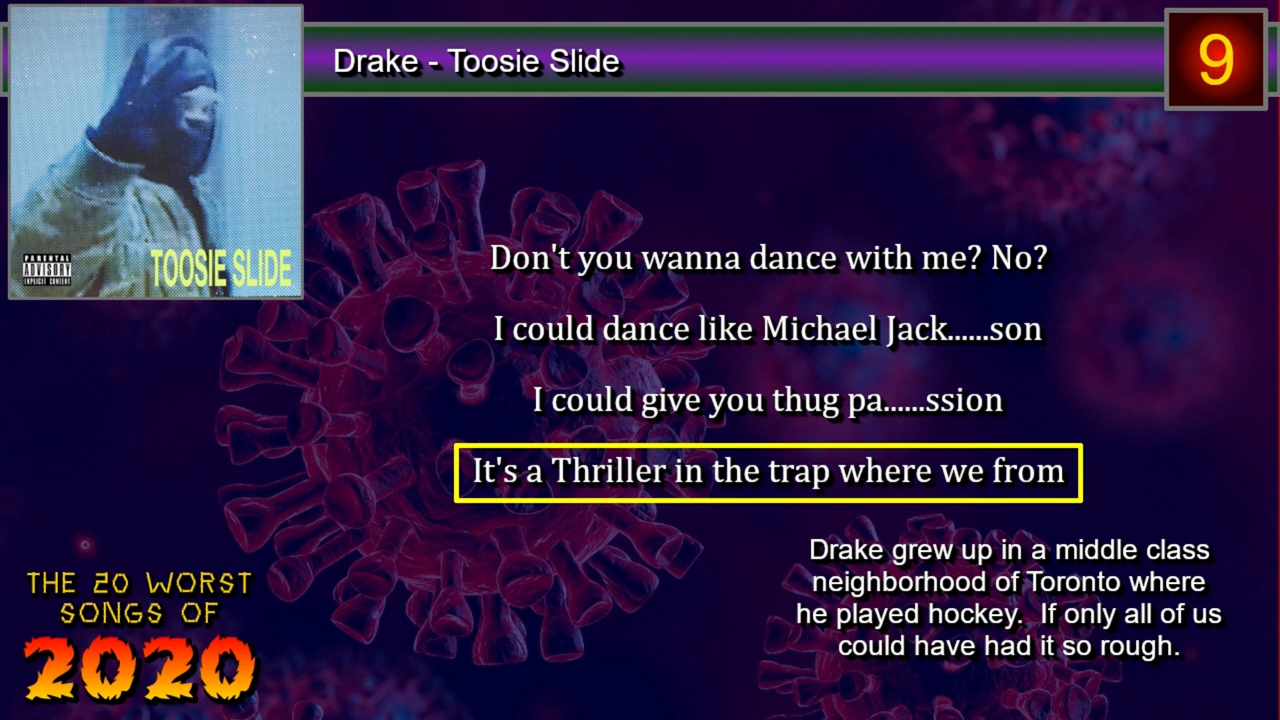 Drake - Toosie Slide
9
PARENTAL
ADVISORY
EXPLICIT CONTENT
TOOSIE SLIDE
Don't you wanna dance with me? No?
I could dance like Michael Jack......son
I could give you thug pa......ssion
It's a Thriller in the trap where we from
Drake grew up in a middle class
neighborhood of Toronto where
he played hockey.  If only all of us
could have had it so rough.
THE 20 WORST
SONGS OF
2020